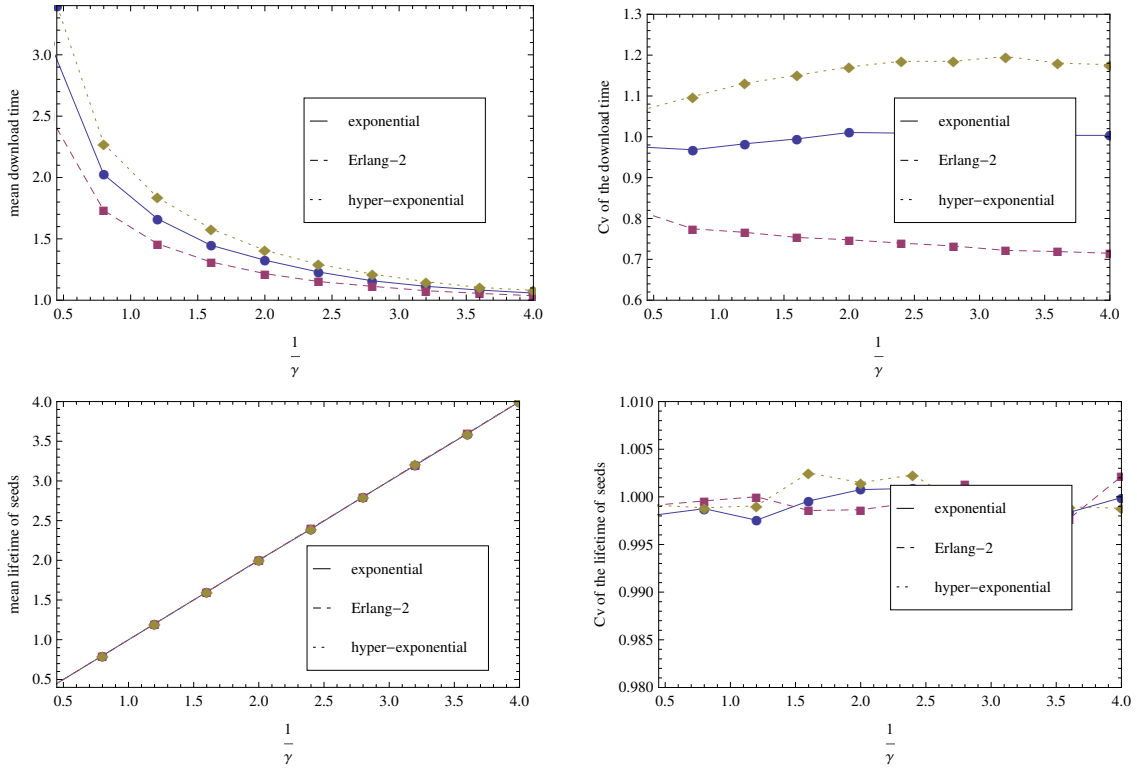 mean download time
3.0
2.5
2.0
1.5
1.0
exponential
Erlang−2
hyper−exponential
0.5 1.0 1.5 2.0 2.5 3.0 3.5 4.0
1
γ
Cv of the download time
1.3
1.2
1.1
1.0
0.9
0.8
0.7
0.6
exponential
Erlang−2
hyper−exponential
0.5 1.0 1.5 2.0 2.5 3.0 3.5 4.0
1
γ
mean lifetime of seeds
4.0
3.5
3.0
2.5
2.0
1.5
1.0
0.5
exponential
Erlang−2
hyper−exponential
0.5 1.0 1.5 2.0 2.5 3.0 3.5 4.0
1
γ
Cv of the lifetime of seeds
1.010
1.005
1.000
0.995
0.990
0.985
0.980
exponential
Erlang−2
hyper−exponential
0.5 1.0 1.5 2.0 2.5 3.0 3.5 4.0
1
γ